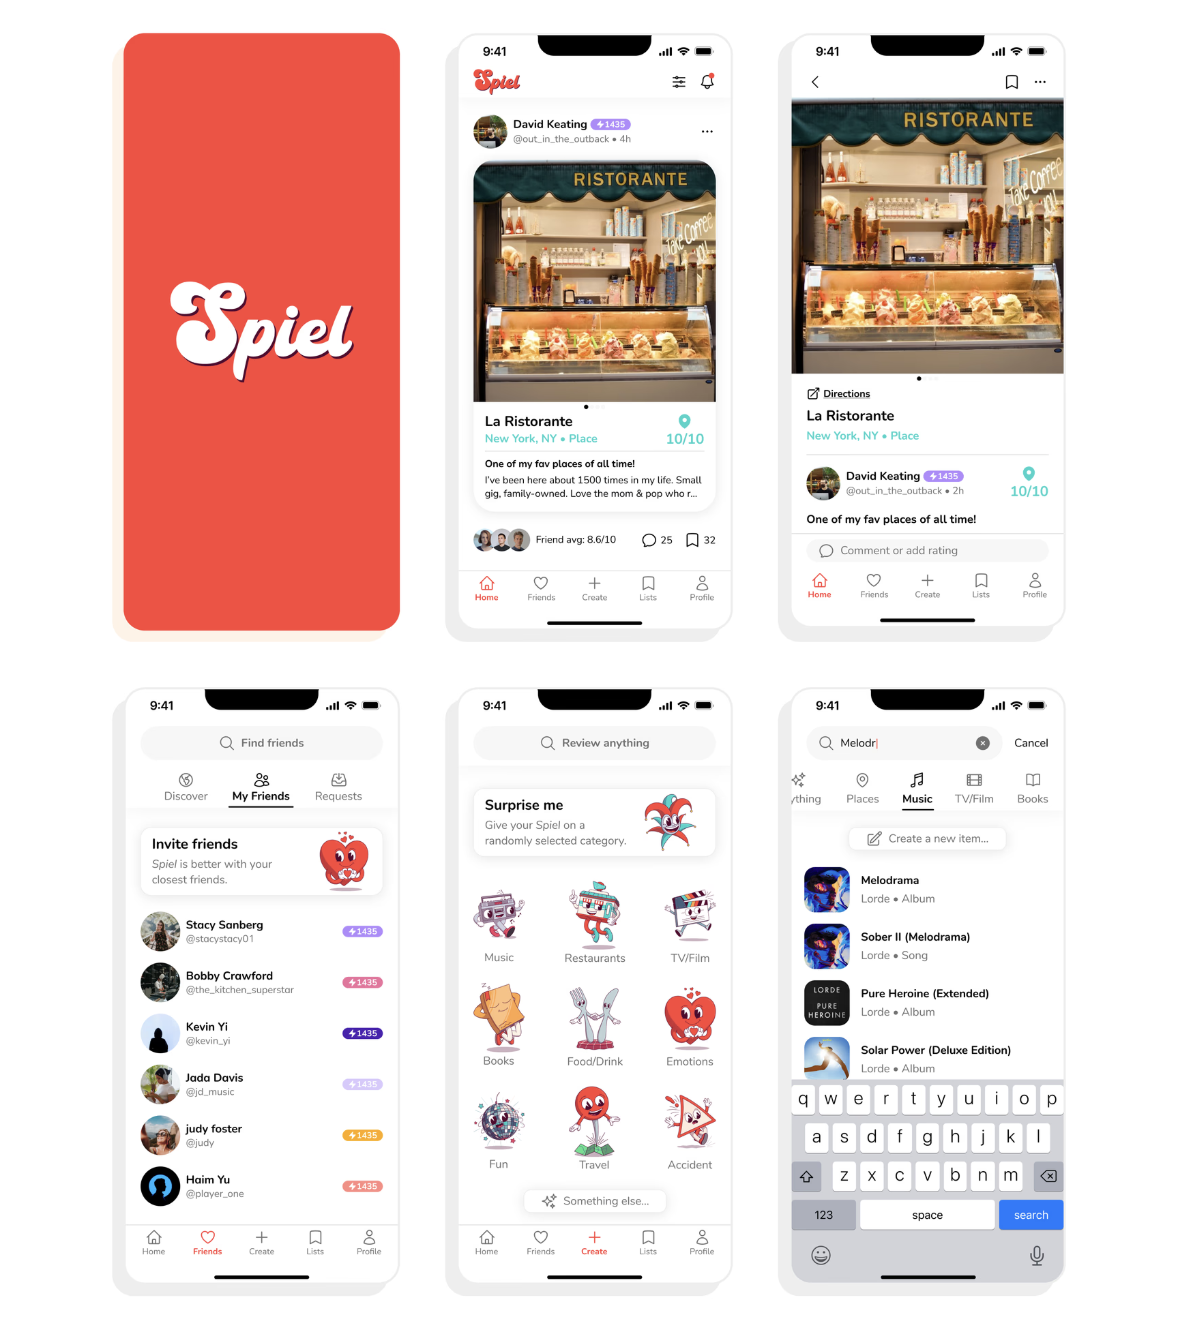 Spiel
9:41
Spiel
David Keating 1435
@out_in_the_outback • 4h
RISTORANTE
Take Coffee
You
La Ristorante
New York, NY • Place
10/10
One of my fav places of all time!
I've been here about 1500 times in my life. Small
gig, family-owned. Love the mom & pop who r...
Friend avg: 8.6/10
25
32
Home
Friends
Create
Lists
Profile
9:41
RISTORANTE
Take Coffee
You
Directions
La Ristorante
New York, NY • Place
David Keating 1435
@out_in_the_outback • 2h
10/10
One of my fav places of all time!
Comment or add rating
Home
Friends
Create
Lists
Profile
9:41
Find friends
Discover
My Friends
Requests
Invite friends
Spiel is better with your
closest friends.
Stacy Sanberg
@stacystacy01
1435
Bobby Crawford
@the_kitchen_superstar
1435
Kevin Yi
@kevin_yi
1435
Jada Davis
@jd_music
1435
judy foster
@judy
1435
Haim Yu
@player_one
1435
Home
Friends
Create
Lists
Profile
9:41
Review anything
Surprise me
Give your Spiel on a
randomly selected category.
Music
Restaurants
TV/Film
Books
Food/Drink
Emotions
Fun
Travel
Accident
Something else...
Home
Friends
Create
Lists
Profile
9:41
Melodr
Cancel
ything
Places
Music
TV/Film
Books
Create a new item...
Melodrama
Lorde • Album
Sober II (Melodrama)
Lorde • Song
LORDE
PURE
HEROINE
Pure Heroine (Extended)
Lorde • Album
Solar Power (Deluxe Edition)
Lorde • Album
q w e r t y u i o p
a s d f g h j k l
z x c v b n m
123
space
search